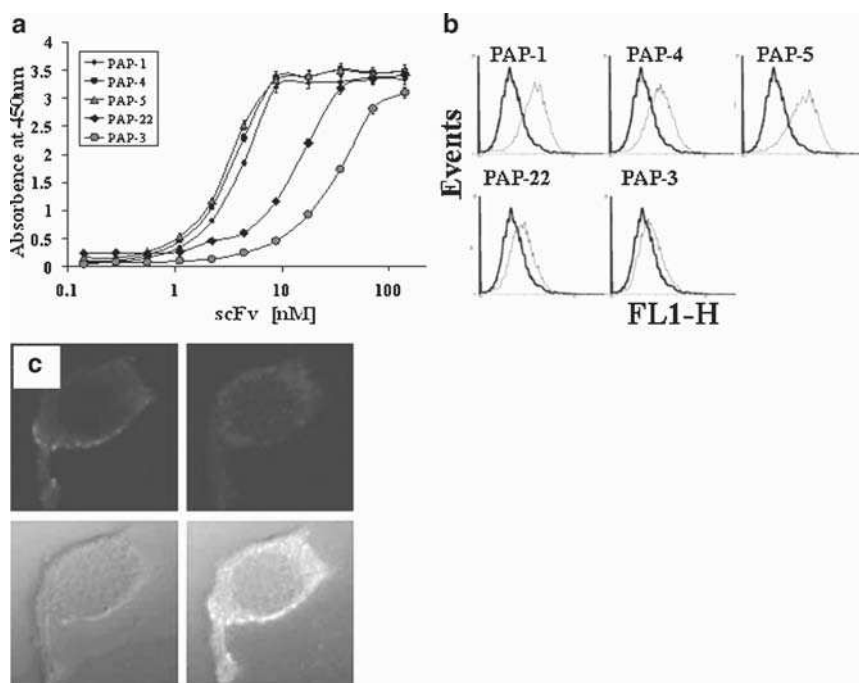 a
Absorbence at 450nm
4
3.5
3
2.5
2
1.5
1
0.5
0
PAP-1
PAP-4
PAP-5
PAP-22
PAP-3
0.1 1 10 100
scFv [nM]
b
PAP-1 PAP-4 PAP-5
Events
PAP-22 PAP-3
FL1-H
c